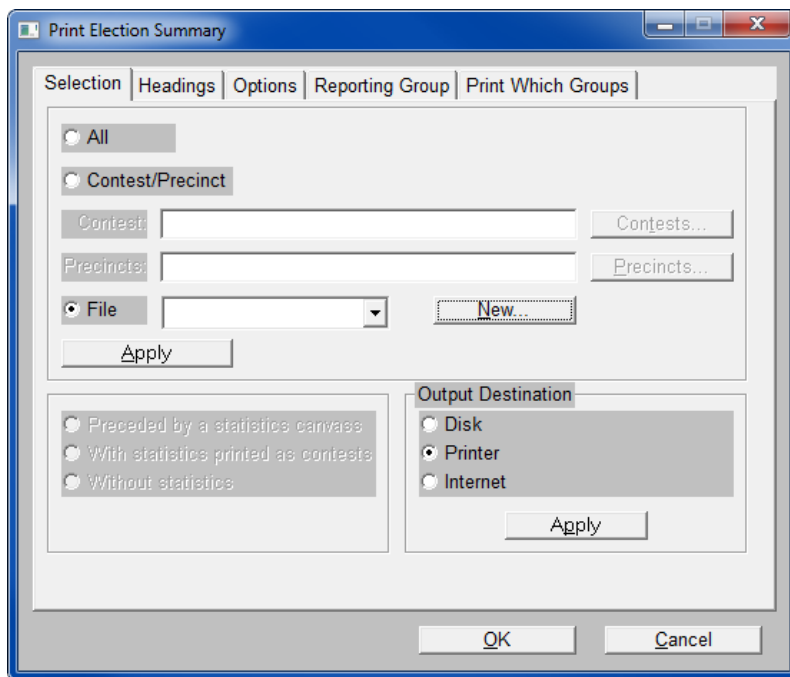 Print Election Summary
Selection Headings Options Reporting Group Print Which Groups
All
Contest/Precinct
Contest: Contests...
Precincts: Precincts...
File New...
Apply
Output Destination
Preceded by a statistics canvass Disk
With statistics printed as contests Printer
Without statistics Internet
Apply
OK Cancel